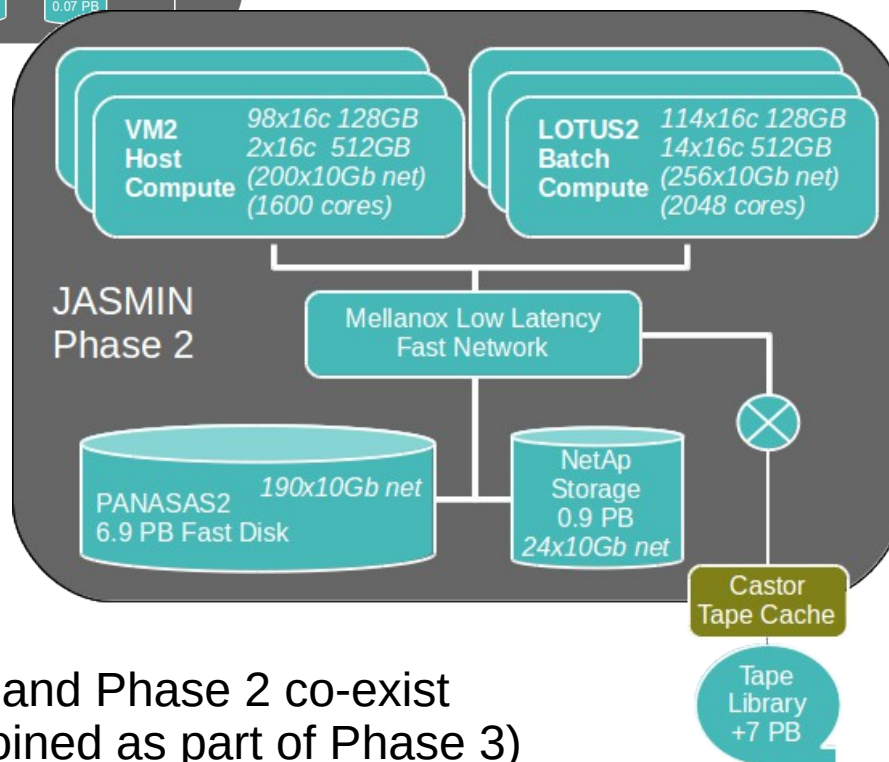 0.07 PB
VM2
Host
Compute
98x16c 128GB
2x16c 512GB
(200x10Gb net)
(1600 cores)
LOTUS2
Batch
Compute
114x16c 128GB
14x16c 512GB
(256x10Gb net)
(2048 cores)
JASMIN
Phase 2
Mellanox Low Latency
Fast Network
PANASAS2
6.9 PB Fast Disk
190x10Gb net
NetAp
Storage
0.9 PB
24x10Gb net
Castor
Tape Cache
Tape
Library
+7 PB
and Phase 2 co-exist
oined as part of Phase 3)